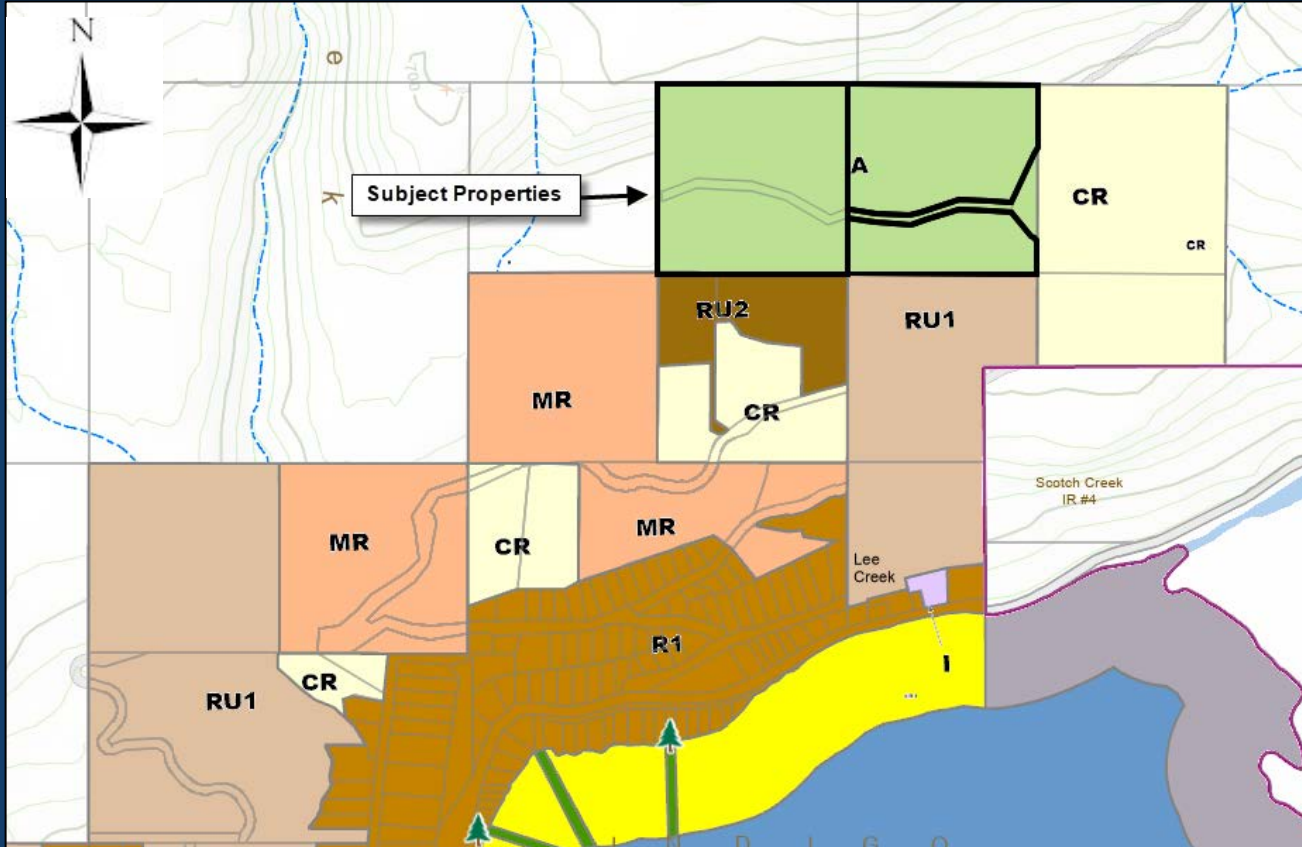 N
e
700
k
Subject Properties
A
CR
CR
RU2
RU1
MR
CR
Scotch Creek
IR #4
MR
CR
MR
Lee
Creek
R1
I
RU1
CR
I N D I G O